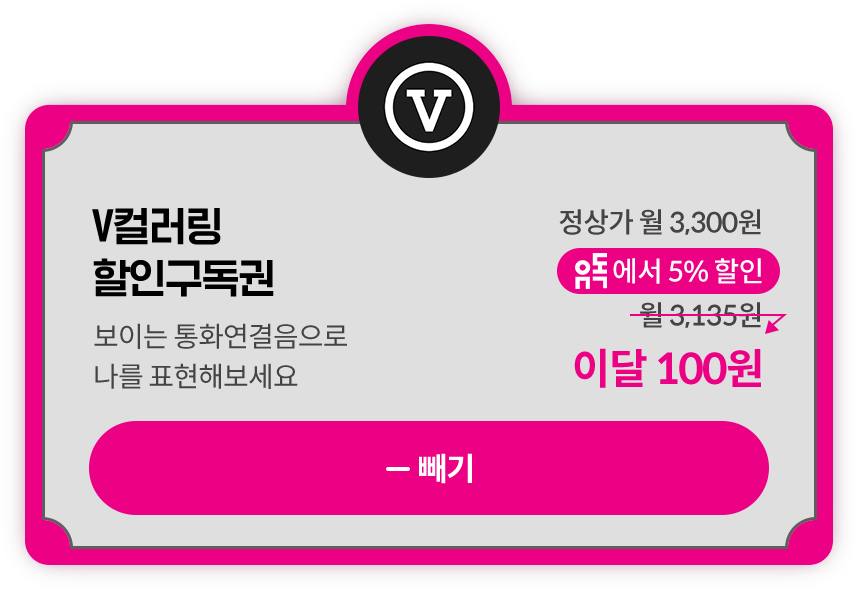 V
V컬러링
할인구독권
보이는 통화연결음으로
나를 표현해보세요
정상가 월 3,300원
유독에서 5% 할인
월 3,135원
이달 100원
– 빼기